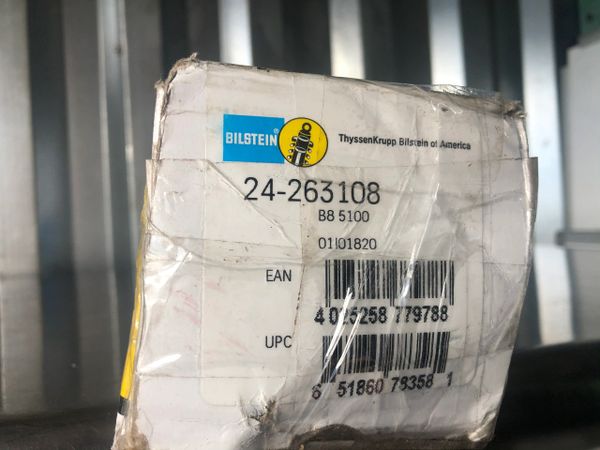 BILSTEIN®
ThyssenKrupp Bilstein of America
24-263108
B8 5100
01I01820
EAN
4 025258 779788
UPC
6 51860 79358 1